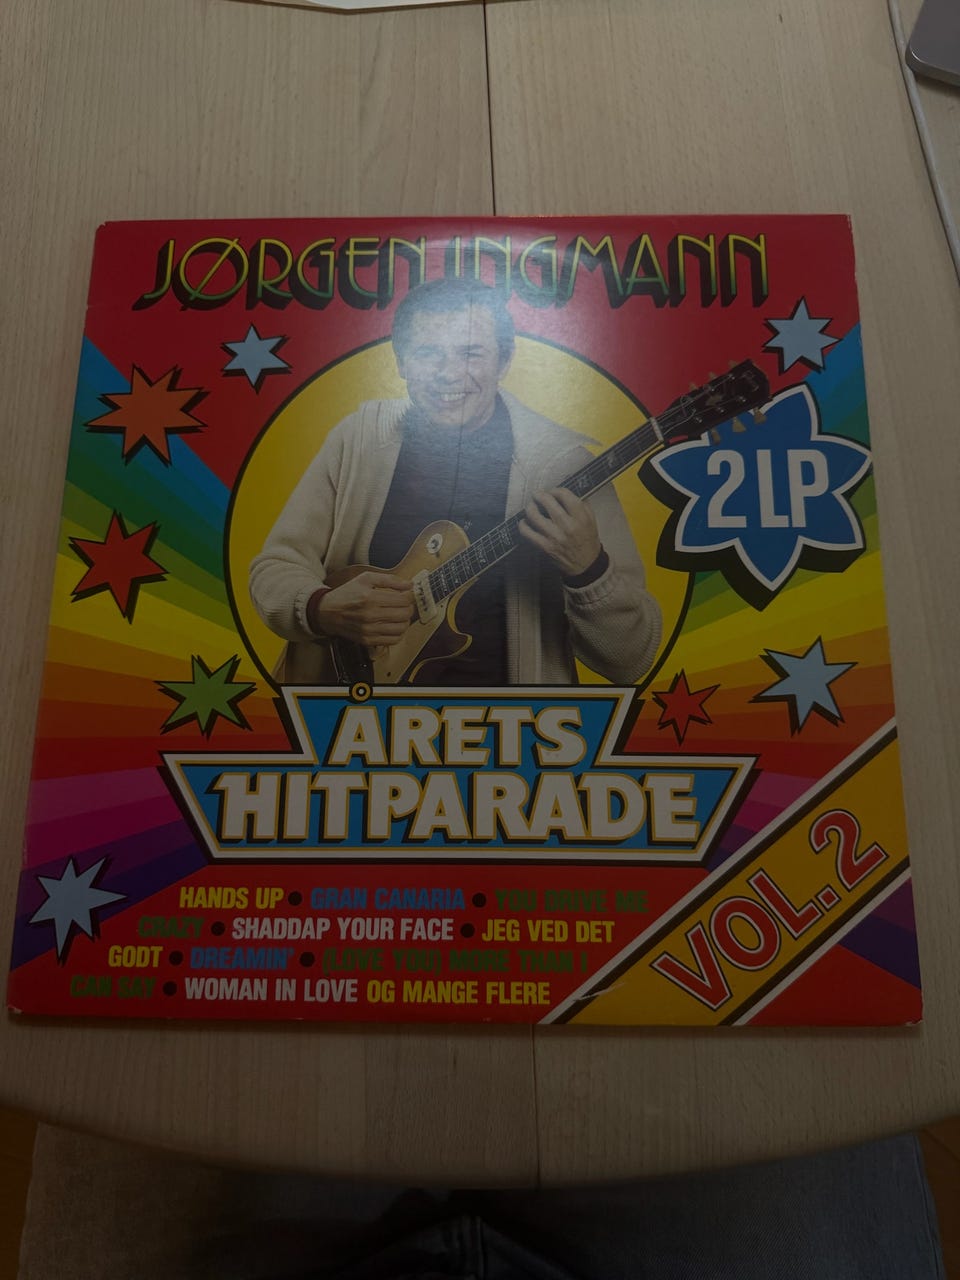 JØRGEN INGMANN
2 LP
ÅRETS
HITPARADE
VOL. 2
HANDS UP • GRAN CANARIA • YOU DRIVE ME
CRAZY • SHADDAP YOUR FACE • JEG VED DET
GODT • DREAMIN' • (LOVE YOU) MORE THAN I
CAN SAY • WOMAN IN LOVE OG MANGE FLERE